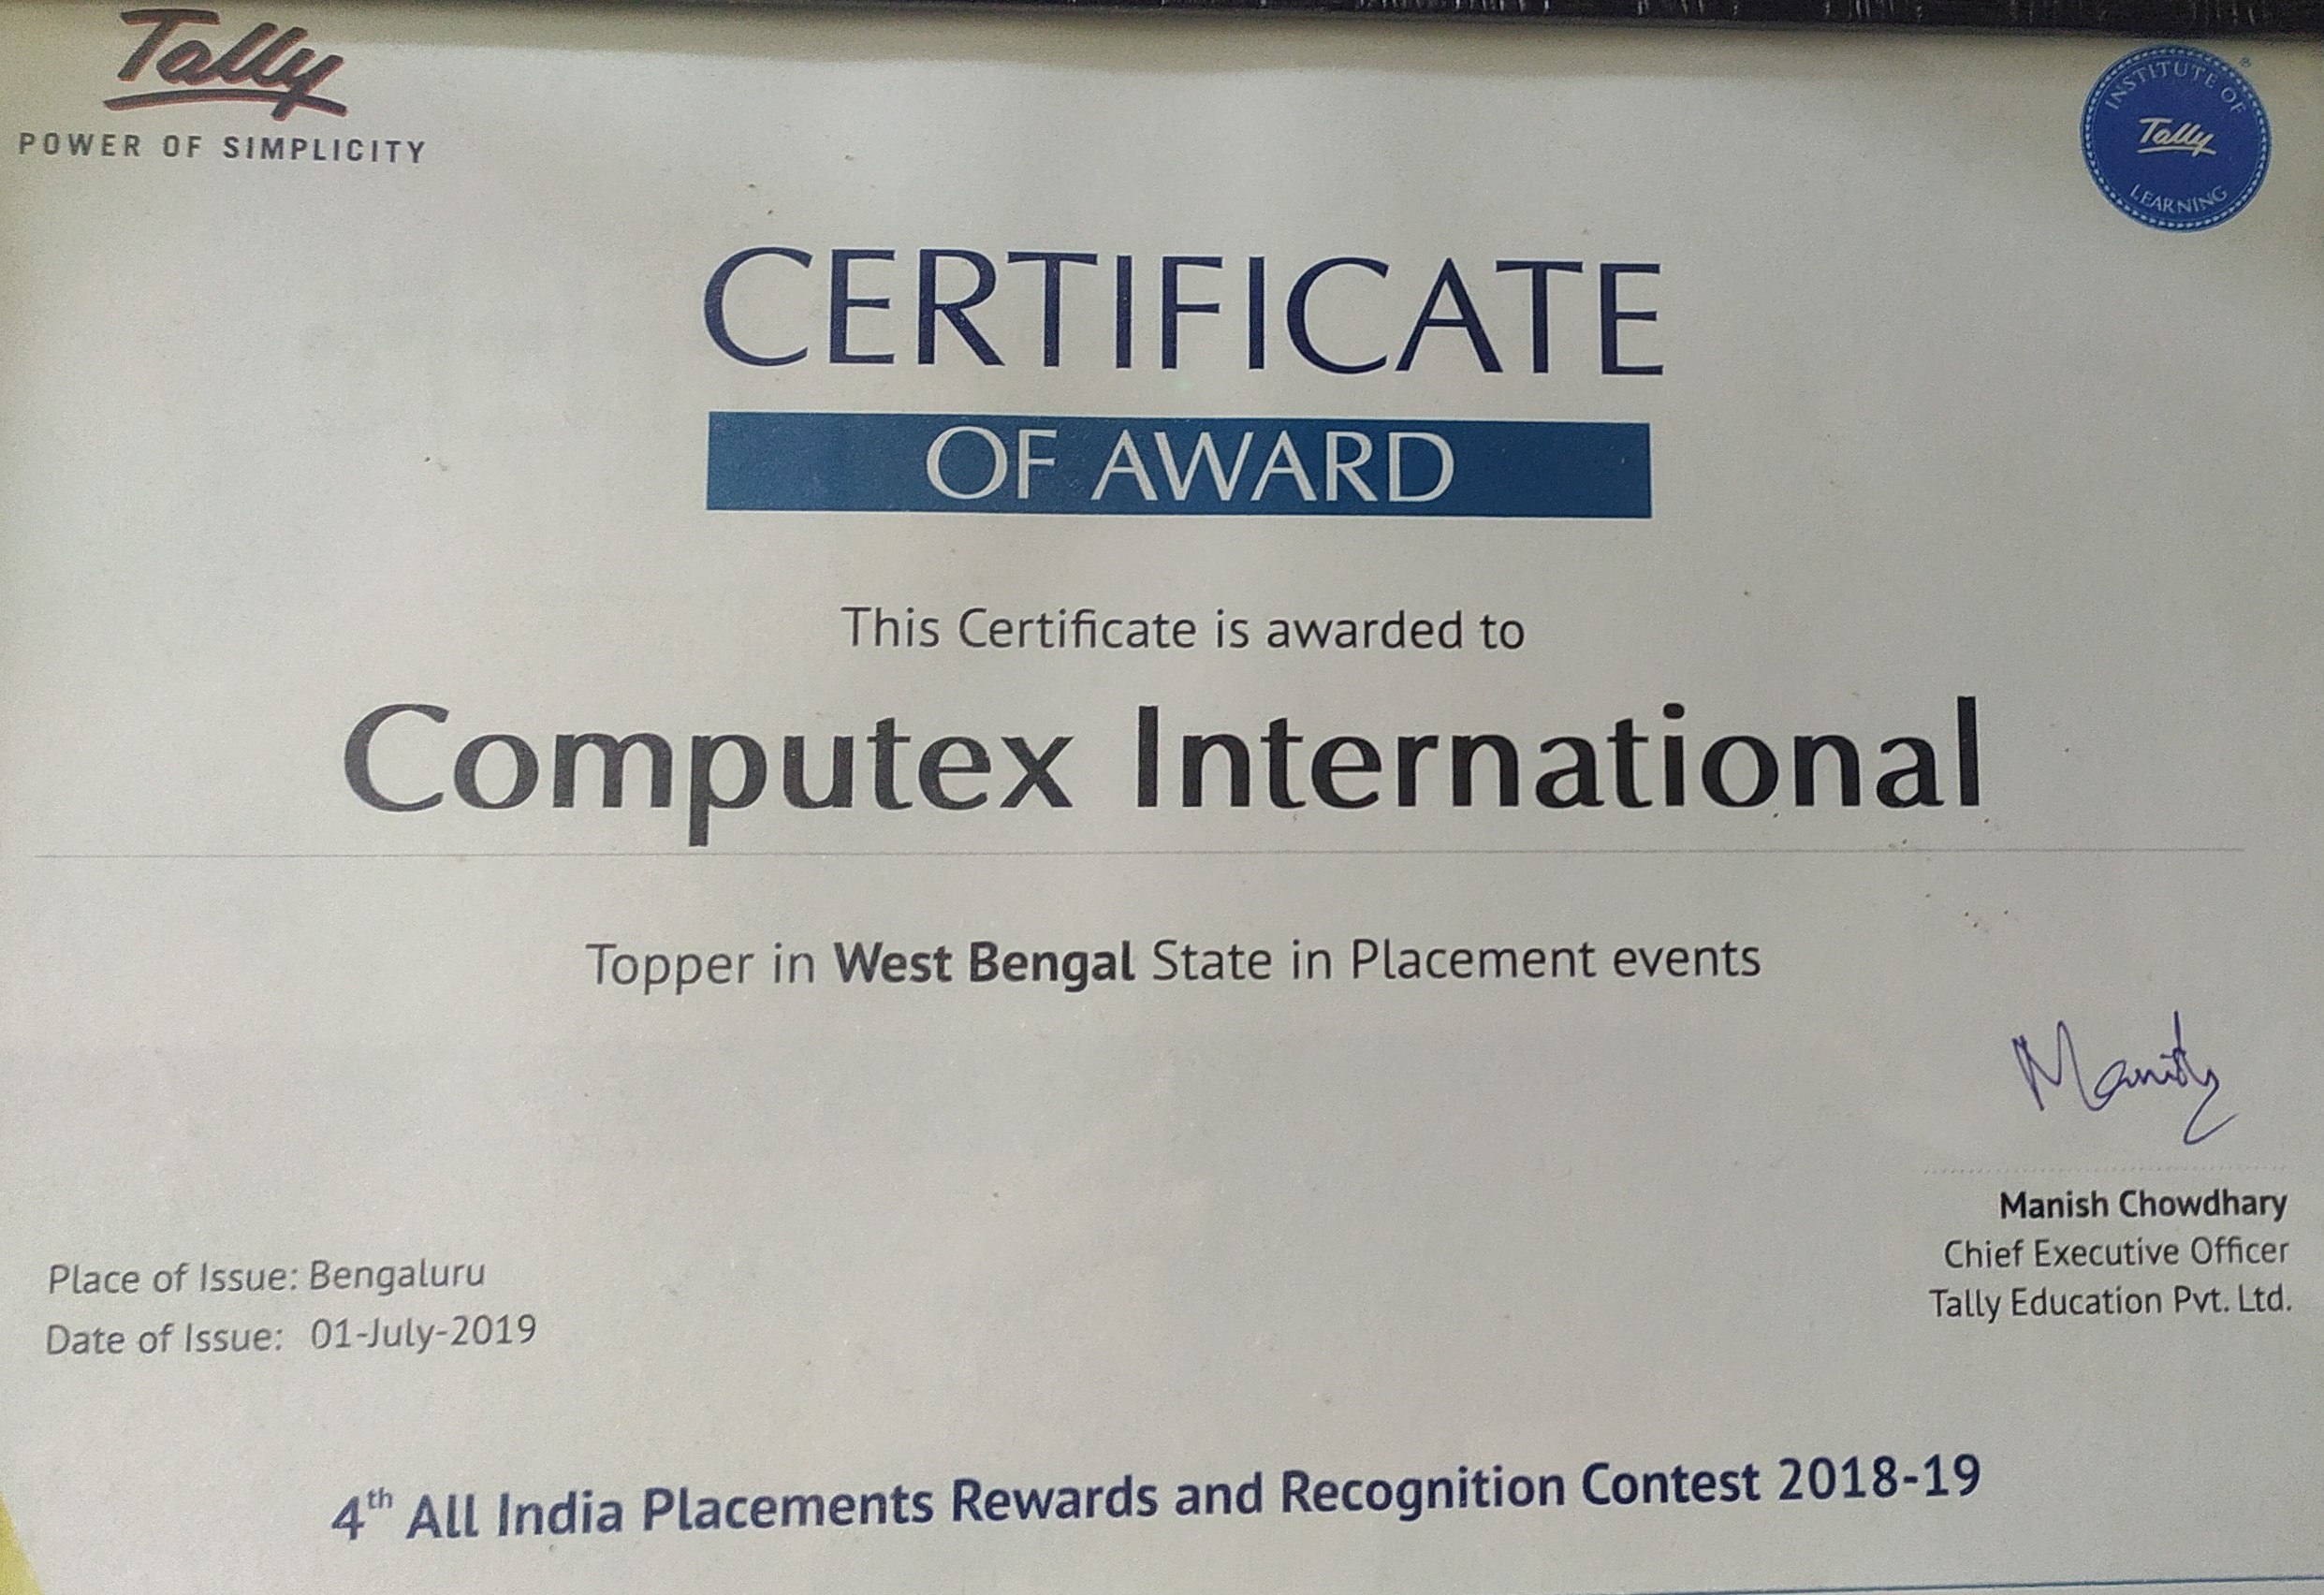 Tally
POWER OF SIMPLICITY
INSTITUTE OF
Tally
LEARNING
CERTIFICATE
OF AWARD
This Certificate is awarded to
Computex International
Topper in West Bengal State in Placement events
Manish
Manish Chowdhary
Chief Executive Officer
Tally Education Pvt. Ltd.
Place of Issue: Bengaluru
Date of Issue: 01-July-2019
4th All India Placements Rewards and Recognition Contest 2018-19